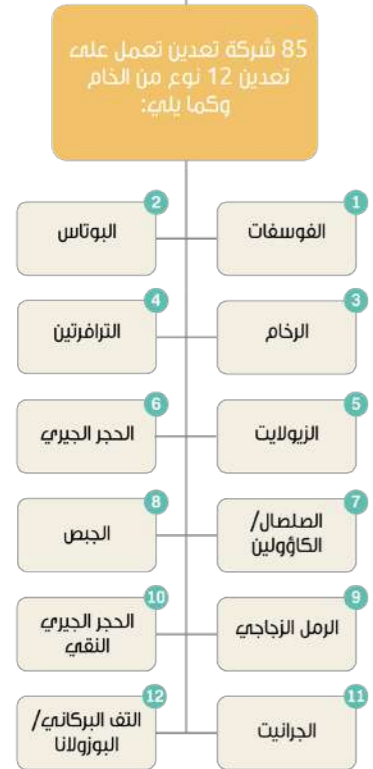 85 شركة تعدين تعمل على
تعدين 12 نوع من الخام
وكما يلي:
1
الفوسفات
2
البوتاس
3
الرخام
4
الترافرتين
5
الزيولايت
6
الحجر الجيري
7
الصلصال/
الكاؤولين
8
الجبص
9
الرمل الزجاجي
10
الحجر الجيري
النقي
11
الجرانيت
12
التف البركاني/
البوزولانا